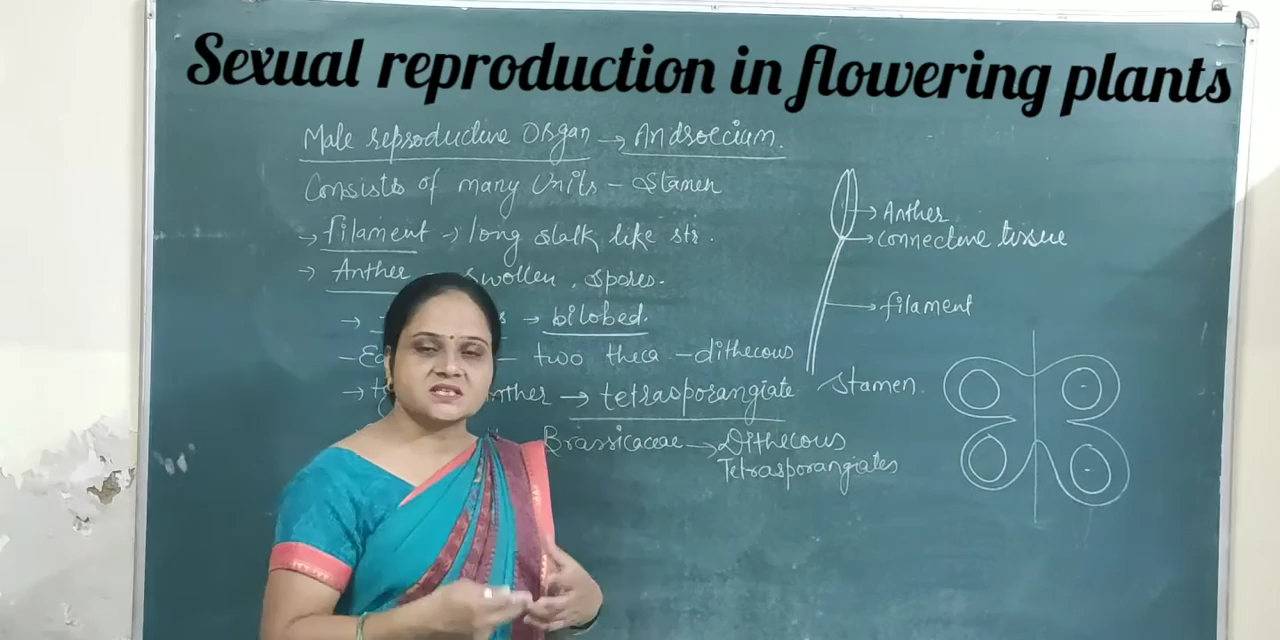 Sexual reproduction in flowering plants
Male reproductive Organ → Androecium.
Consists of many Units - Stamen
→ filament → long stalk like str.
→ Anther - swollen, spores.
→ bilobed.
- two theca - dithecous
→ anther → tetrasporangiate
Brassicaceae → Dithecous
Tetrasporangiates
→ Anther
→ Connective tissue
→ filament
Stamen.